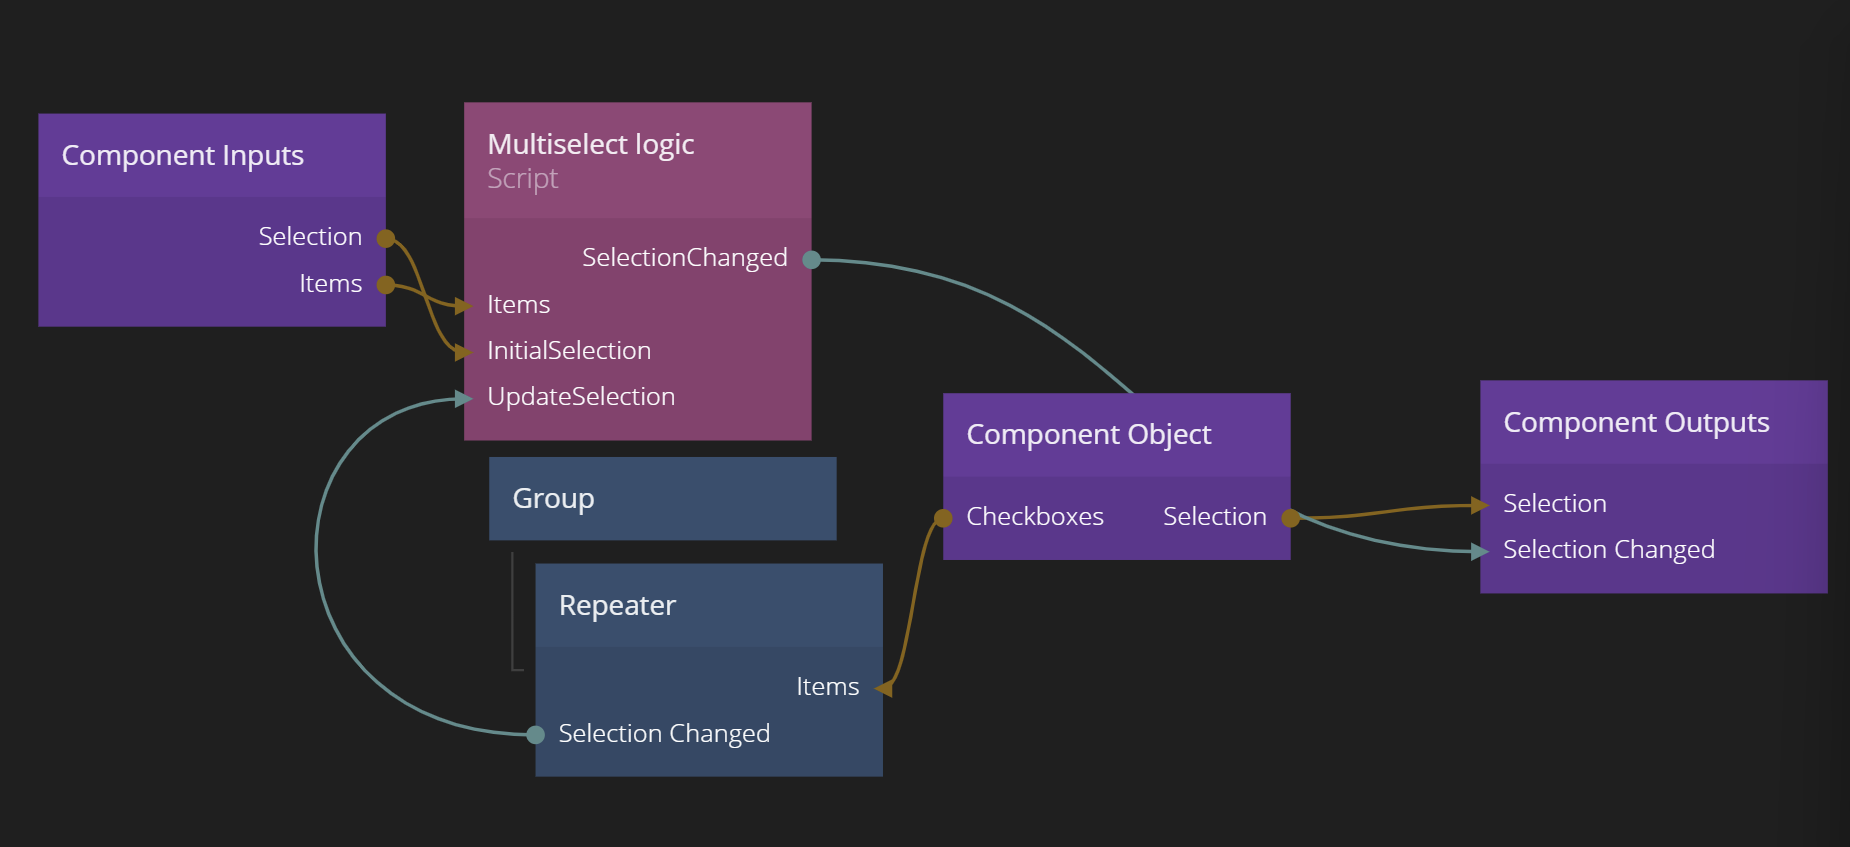 Component Inputs
Selection
Items
Multiselect logic
Script
SelectionChanged
Items
InitialSelection
UpdateSelection
Group
Repeater
Items
Selection Changed
Component Object
Checkboxes Selection
Component Outputs
Selection
Selection Changed